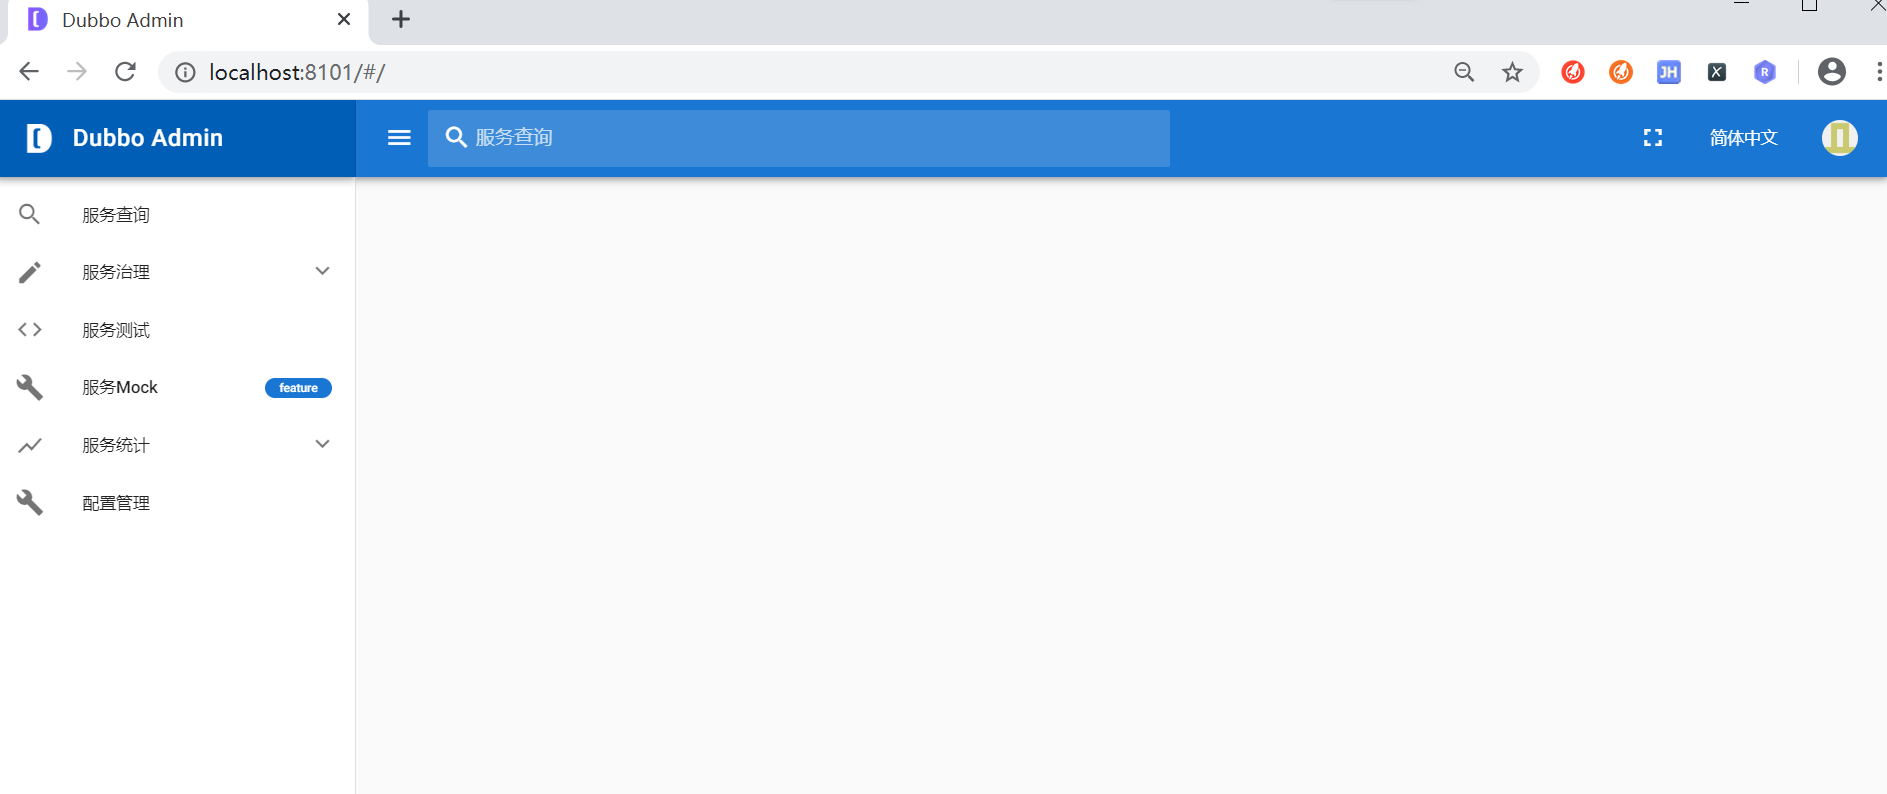 Dubbo Admin
localhost:8101/#/
JH
X
R
Dubbo Admin
服务查询
简体中文
服务查询
服务治理
服务测试
服务Mock feature
服务统计
配置管理